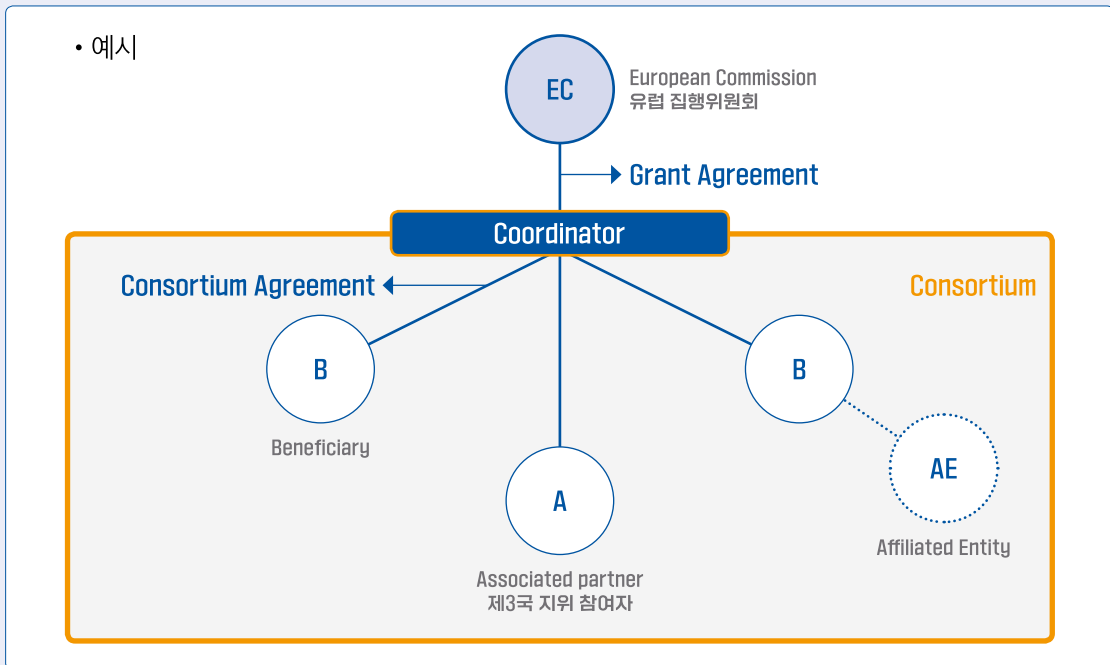 • 예시
EC
European Commission
유럽 집행위원회
Grant Agreement
Coordinator
Consortium Agreement
Consortium
B
Beneficiary
B
A
Associated partner
제3국 지위 참여자
AE
Affiliated Entity